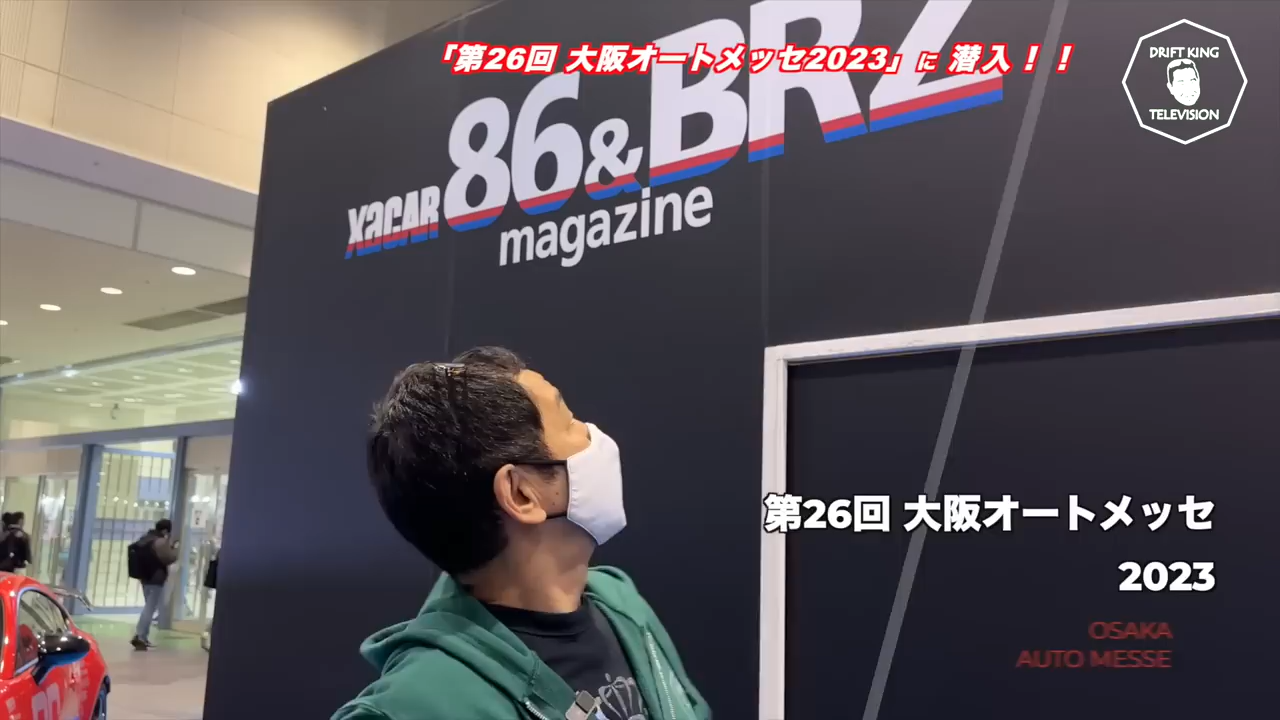 「第26回 大阪オートメッセ2023」に 潜入！！
DRIFT KING
TELEVISION
XaCAR 86&BRZ
magazine
第26回 大阪オートメッセ
2023
OSAKA
AUTO MESSE